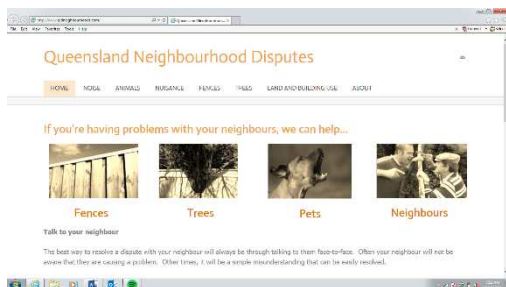 Queensland Neighbourhood Disputes
HOME NOISE ANIMALS NUISANCE FENCES TREES LAND AND BUILDING USE ABOUT
If you're having problems with your neighbours, we can help...
Fences Trees Pets Neighbours
Talk to your neighbour
The best way to resolve a dispute with your neighbour will always be through talking to them face-to-face. Often your neighbour will not be
aware that they are causing a problem. Other times, it will be a simple misunderstanding that can be easily resolved.